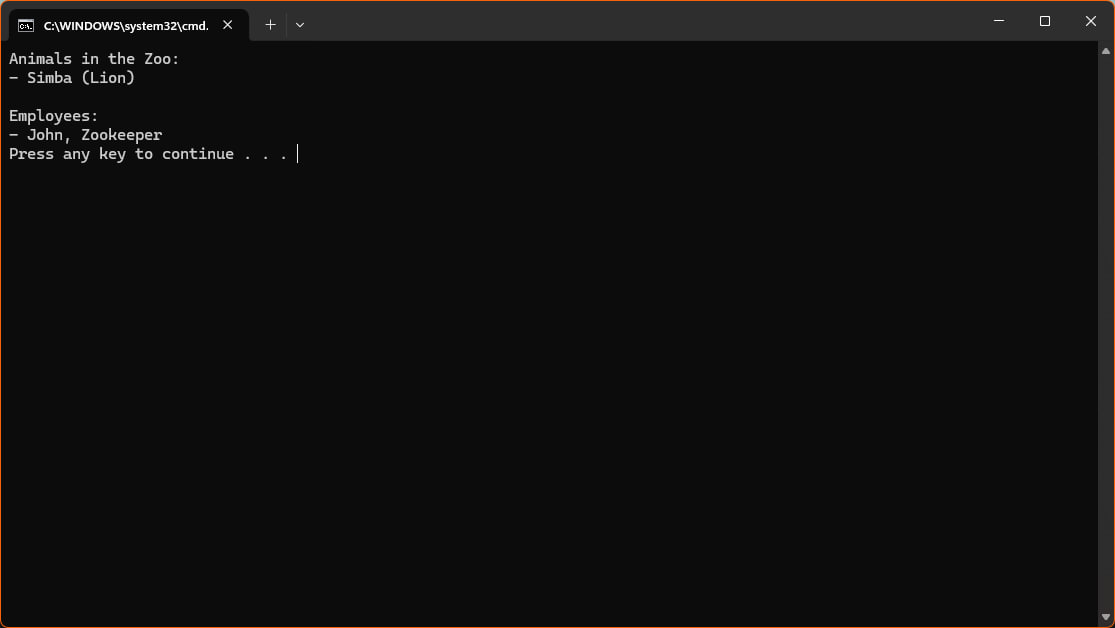 C:\WINDOWS\system32\cmd.
Animals in the Zoo:
- Simba (Lion)
Employees:
- John, Zookeeper
Press any key to continue . . .